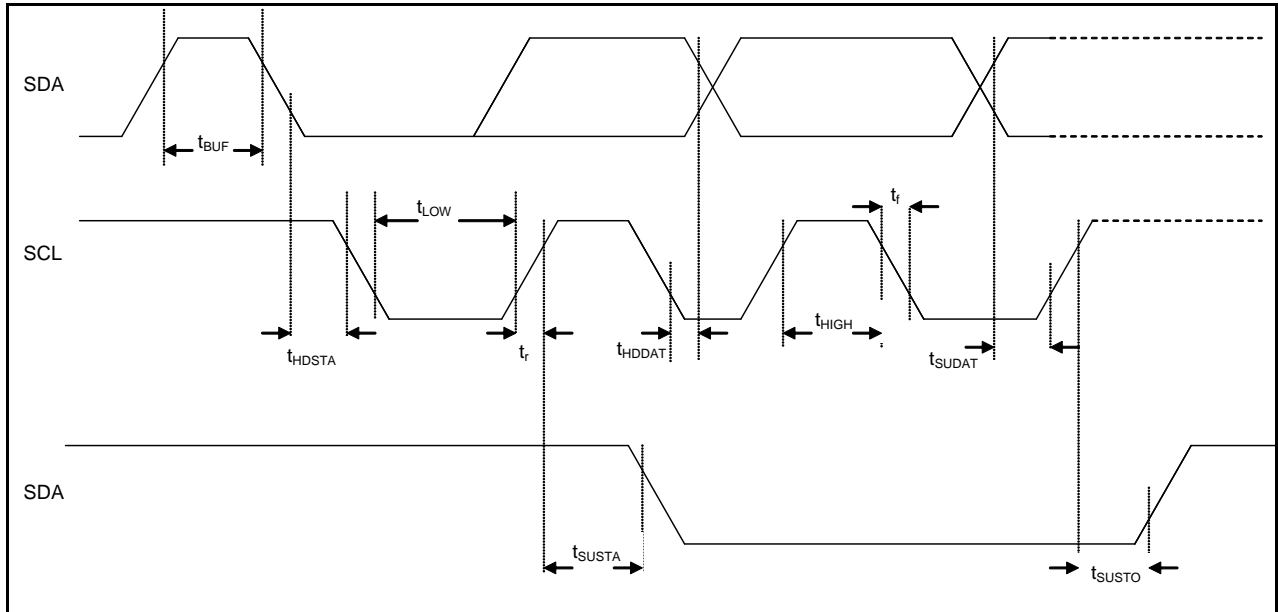 SDA
tBUF
tLOW
tf
SCL
tHDSTA
tr
tHDDAT
tHIGH
tSUDAT
SDA
tSUSTA
tSUSTO